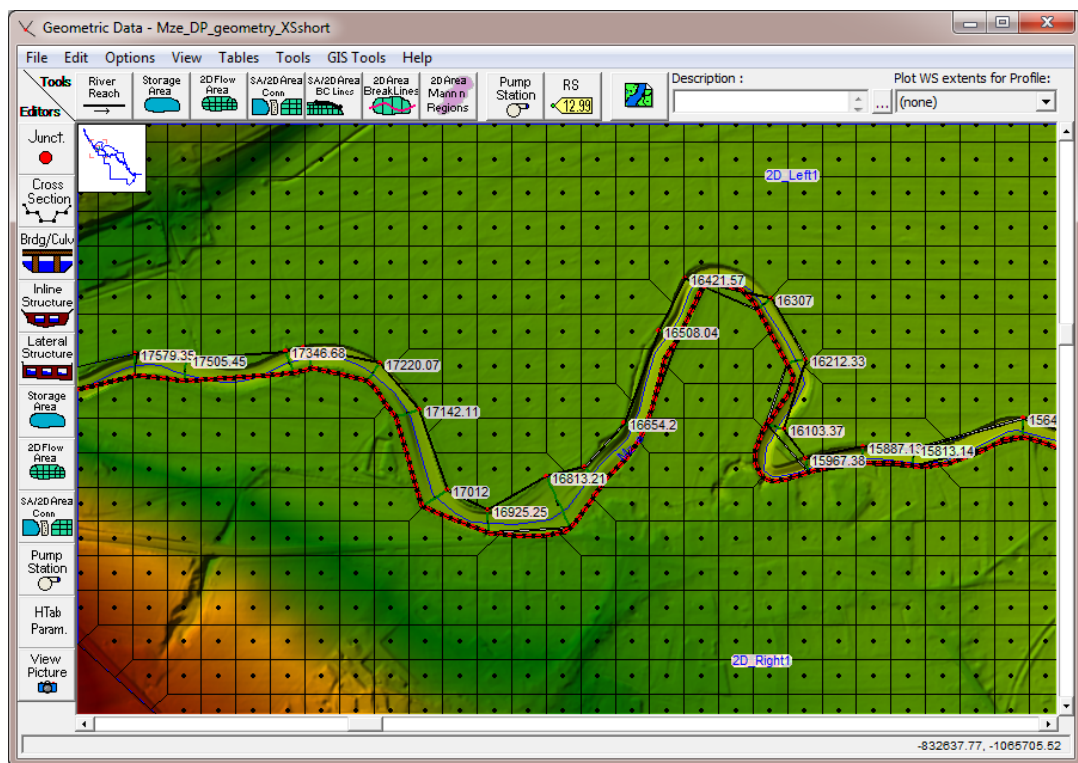 Geometric Data - Mze_DP_geometry_XSshort
File Edit Options View Tables Tools GIS Tools Help
Tools
Editors
River
Reach
Storage
Area
2D Flow
Area
SA/2D Area
Conn
SA/2D Area
BC Lines
2D Area
BreakLines
2D Area
Mann n
Regions
Pump
Station
RS
12.99
Description :
...
Plot WS extents for Profile:
(none)
Junct.
Cross
Section
Brdg/Culv
Inline
Structure
Lateral
Structure
Storage
Area
2D Flow
Area
SA/2D Area
Conn
Pump
Station
HTab
Param.
View
Picture
2D_Left1
16421.57
16307
16508.04
17579.35
17505.45
17346.68
17220.07
16212.33
17142.11
16654.2
16103.37
15887.13
15813.14
1564
15967.38
16813.21
17012
16925.25
2D_Right1
-832637.77, -1065705.52